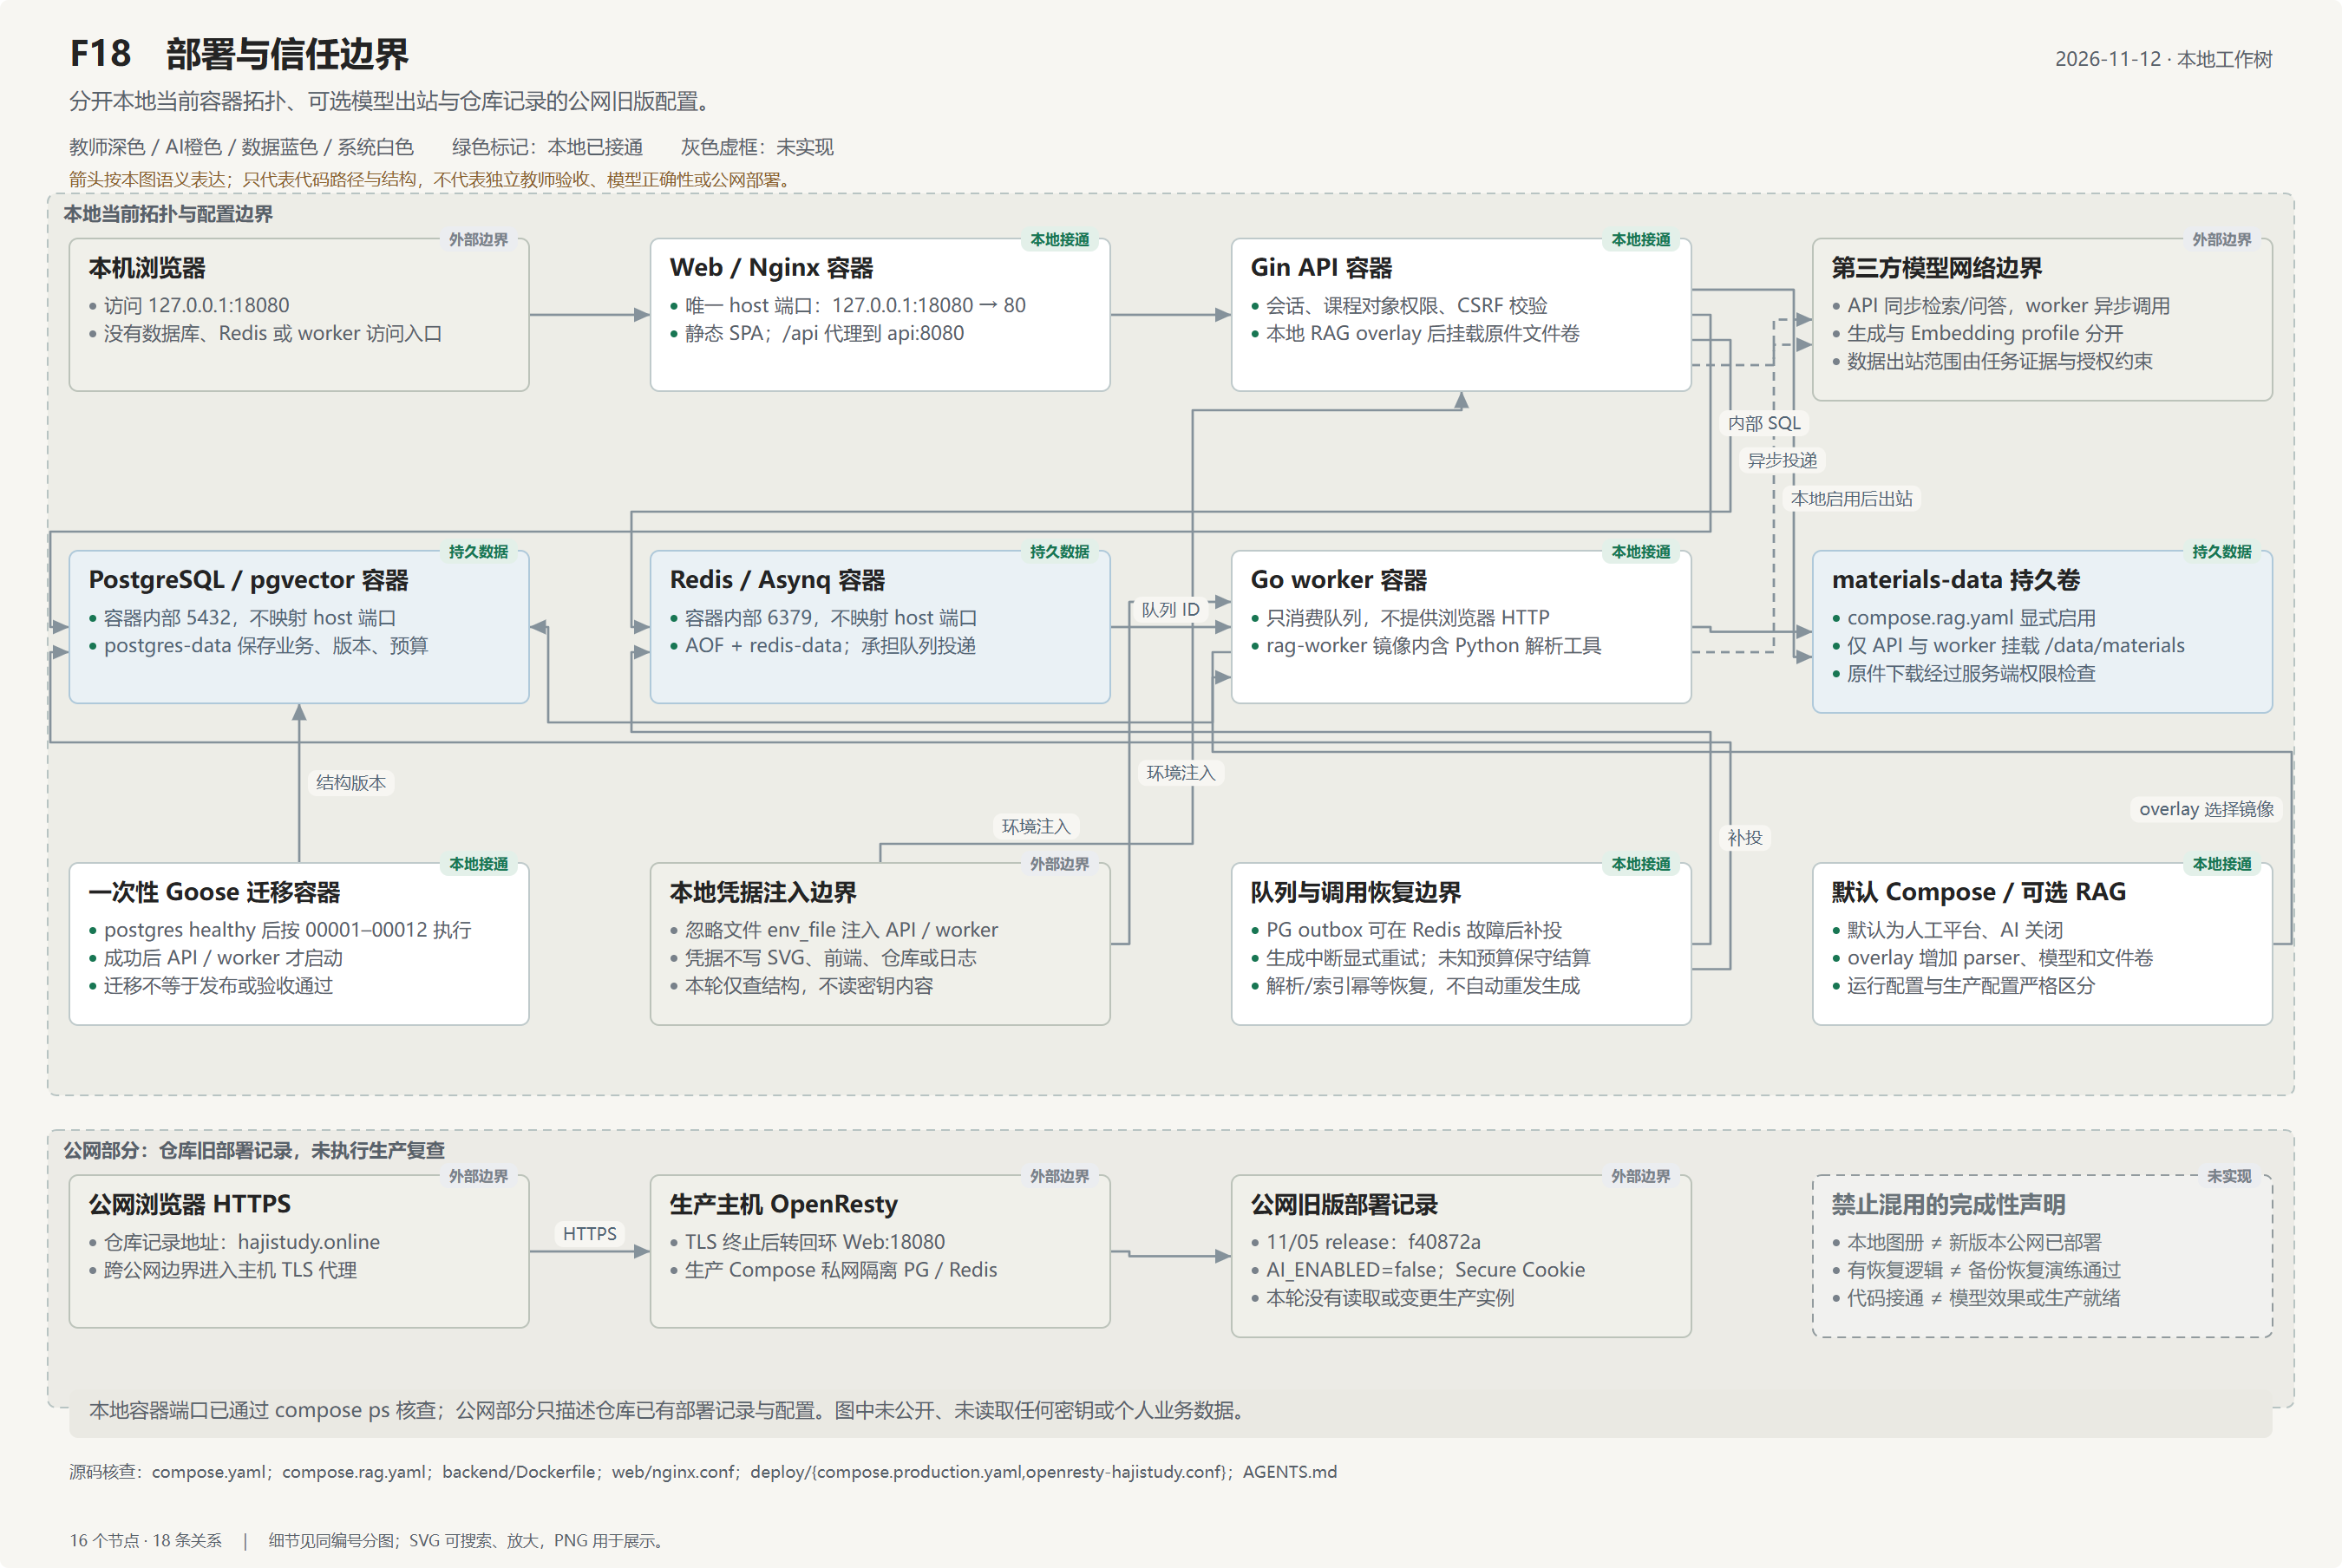 F18 部署与信任边界
2026-11-12 · 本地工作树
分开本地当前容器拓扑、可选模型出站与仓库记录的公网旧版配置。
教师深色 / AI橙色 / 数据蓝色 / 系统白色 绿色标记：本地已接通 灰色虚框：未实现
箭头按本图语义表达；只代表代码路径与结构，不代表独立教师验收、模型正确性或公网部署。
本地当前拓扑与配置边界
外部边界
本机浏览器
访问 127.0.0.1:18080
没有数据库、Redis 或 worker 访问入口
本地接通
Web / Nginx 容器
唯一 host 端口：127.0.0.1:18080 → 80
静态 SPA；/api 代理到 api:8080
本地接通
Gin API 容器
会话、课程对象权限、CSRF 校验
本地 RAG overlay 后挂载原件文件卷
外部边界
第三方模型网络边界
API 同步检索/问答，worker 异步调用
生成与 Embedding profile 分开
数据出站范围由任务证据与授权约束
内部 SQL
异步投递
本地启用后出站
持久数据
PostgreSQL / pgvector 容器
容器内部 5432，不映射 host 端口
postgres-data 保存业务、版本、预算
持久数据
Redis / Asynq 容器
容器内部 6379，不映射 host 端口
AOF + redis-data；承担队列投递
队列 ID
本地接通
Go worker 容器
只消费队列，不提供浏览器 HTTP
rag-worker 镜像内含 Python 解析工具
持久数据
materials-data 持久卷
compose.rag.yaml 显式启用
仅 API 与 worker 挂载 /data/materials
原件下载经过服务端权限检查
结构版本
环境注入
环境注入
补投
overlay 选择镜像
本地接通
一次性 Goose 迁移容器
postgres healthy 后按 00001–00012 执行
成功后 API / worker 才启动
迁移不等于发布或验收通过
外部边界
本地凭据注入边界
忽略文件 env_file 注入 API / worker
凭据不写 SVG、前端、仓库或日志
本轮仅查结构，不读密钥内容
本地接通
队列与调用恢复边界
PG outbox 可在 Redis 故障后补投
生成中断显式重试；未知预算保守结算
解析/索引幂等恢复，不自动重发生成
本地接通
默认 Compose / 可选 RAG
默认为人工平台、AI 关闭
overlay 增加 parser、模型和文件卷
运行配置与生产配置严格区分
公网部分：仓库旧部署记录，未执行生产复查
外部边界
公网浏览器 HTTPS
仓库记录地址：hajistudy.online
跨公网边界进入主机 TLS 代理
HTTPS
外部边界
生产主机 OpenResty
TLS 终止后转回环 Web:18080
生产 Compose 私网隔离 PG / Redis
外部边界
公网旧版部署记录
11/05 release：f40872a
AI_ENABLED=false；Secure Cookie
本轮没有读取或变更生产实例
未实现
禁止混用的完成性声明
本地图册 ≠ 新版本公网已部署
有恢复逻辑 ≠ 备份恢复演练通过
代码接通 ≠ 模型效果或生产就绪
本地容器端口已通过 compose ps 核查；公网部分只描述仓库已有部署记录与配置。图中未公开、未读取任何密钥或个人业务数据。
源码核查：compose.yaml；compose.rag.yaml；backend/Dockerfile；web/nginx.conf；deploy/{compose.production.yaml,openresty-hajistudy.conf}；AGENTS.md
16 个节点 · 18 条关系 | 细节见同编号分图；SVG 可搜索、放大，PNG 用于展示。